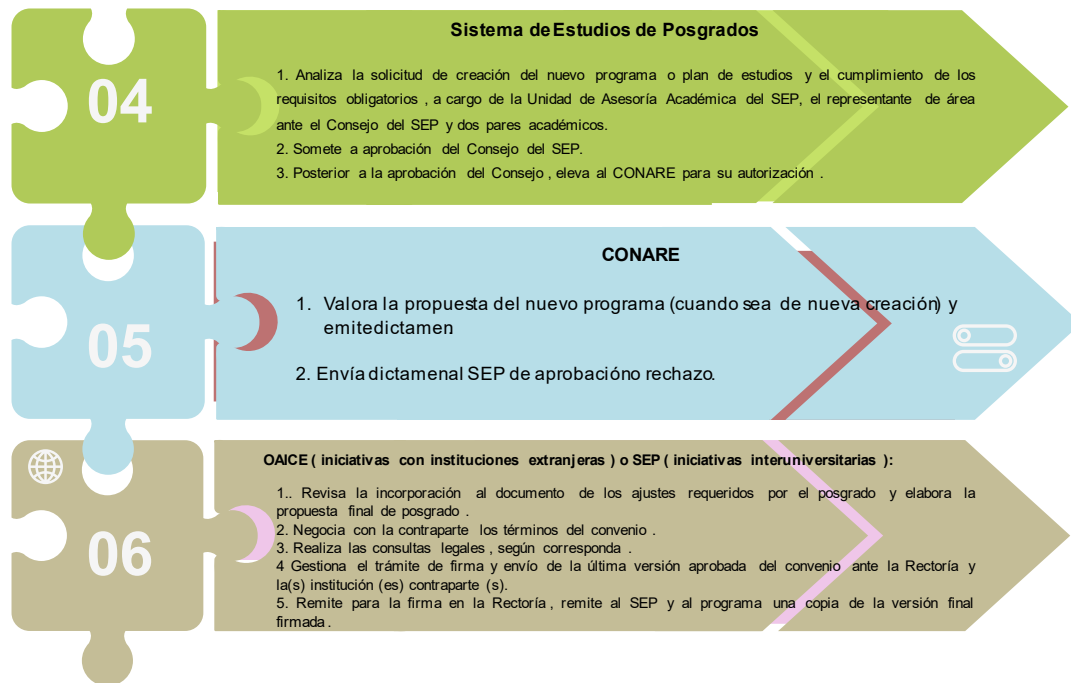 04
Sistema de Estudios de Posgrados
1. Analiza la solicitud de creación del nuevo programa o plan de estudios y el cumplimiento de los
requisitos obligatorios , a cargo de la Unidad de Asesoría Académica del SEP, el representante de área
ante el Consejo del SEP y dos pares académicos.
2. Somete a aprobación del Consejo del SEP.
3. Posterior a la aprobación del Consejo , eleva al CONARE para su autorización .
05
CONARE
1. Valora la propuesta del nuevo programa (cuando sea de nueva creación) y
emitedictamen
2. Envía dictamenal SEP de aprobacióno rechazo.
06
OAICE ( iniciativas con instituciones extranjeras ) o SEP ( iniciativas interuniversitarias ):
1.. Revisa la incorporación al documento de los ajustes requeridos por el posgrado y elabora la
propuesta final de posgrado .
2. Negocia con la contraparte los términos del convenio .
3. Realiza las consultas legales , según corresponda .
4 Gestiona el trámite de firma y envío de la última versión aprobada del convenio ante la Rectoría y
la(s) institución (es) contraparte (s).
5. Remite para la firma en la Rectoría , remite al SEP y al programa una copia de la versión final
firmada .